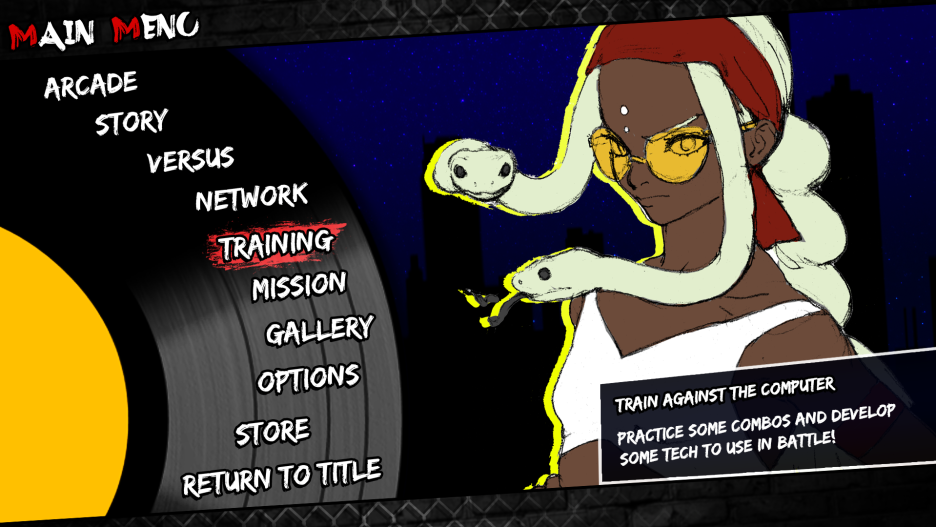 MAIN MENU
ARCADE
STORY
VERSUS
NETWORK
TRAINING
MISSION
GALLERY
OPTIONS
STORE
RETURN TO TITLE
TRAIN AGAINST THE COMPUTER
PRACTICE SOME COMBOS AND DEVELOP
SOME TECH TO USE IN BATTLE!